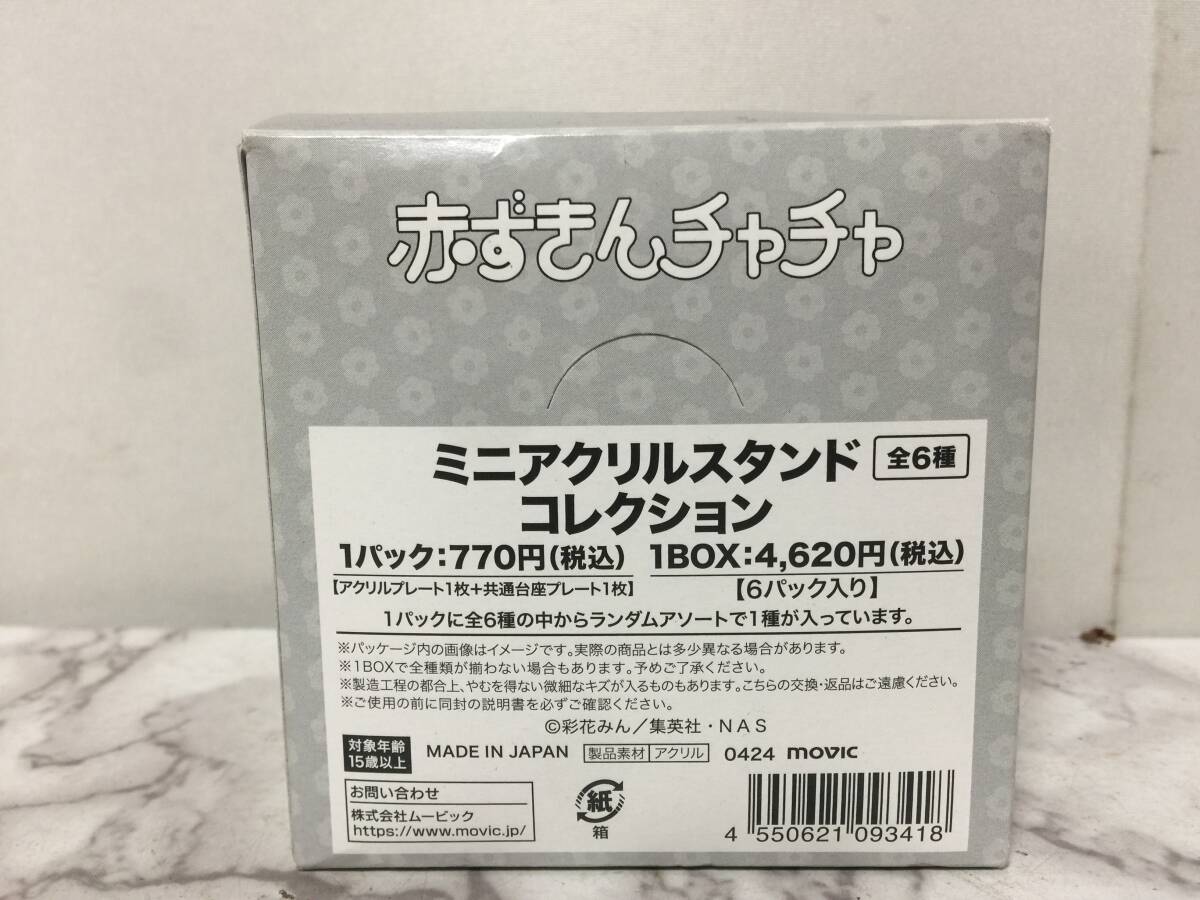 赤ずきんチャチャ
ミニアクリルスタンド 全6種
コレクション
1パック：770円(税込) 1BOX：4,620円(税込)
【アクリルプレート1枚+共通台座プレート1枚】 【6パック入り】
1パックに全6種の中からランダムアソートで1種が入っています。
※パッケージ内の画像はイメージです。実際の商品とは多少異なる場合があります。
※1BOXで全種類が揃わない場合もあります。予めご了承ください。
※製造工程の都合上、やむを得ない微細なキズが入るものもあります。こちらの交換・返品はご遠慮ください。
※ご使用の前に同封の説明書を必ずご確認ください。
©彩花みん／集英社・NAS
対象年齢
15歳以上
MADE IN JAPAN 製品素材 アクリル 0424 movic
お問い合わせ
株式会社ムービック
https://www.movic.jp/
紙
箱
4 550621 093418